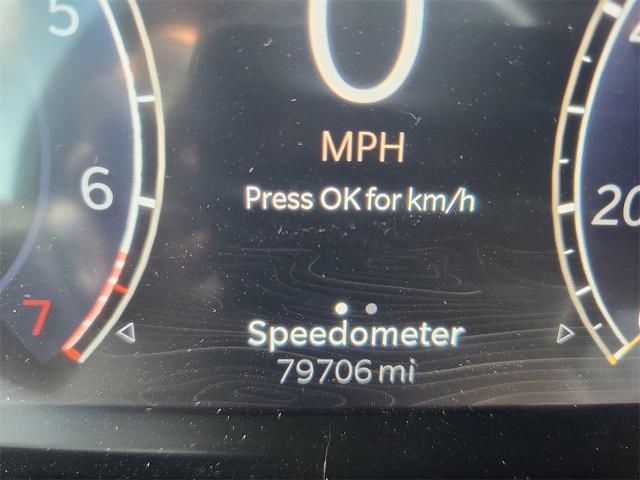 5
0
MPH
Press OK for km/h
6
20
7
Speedometer
79706 mi